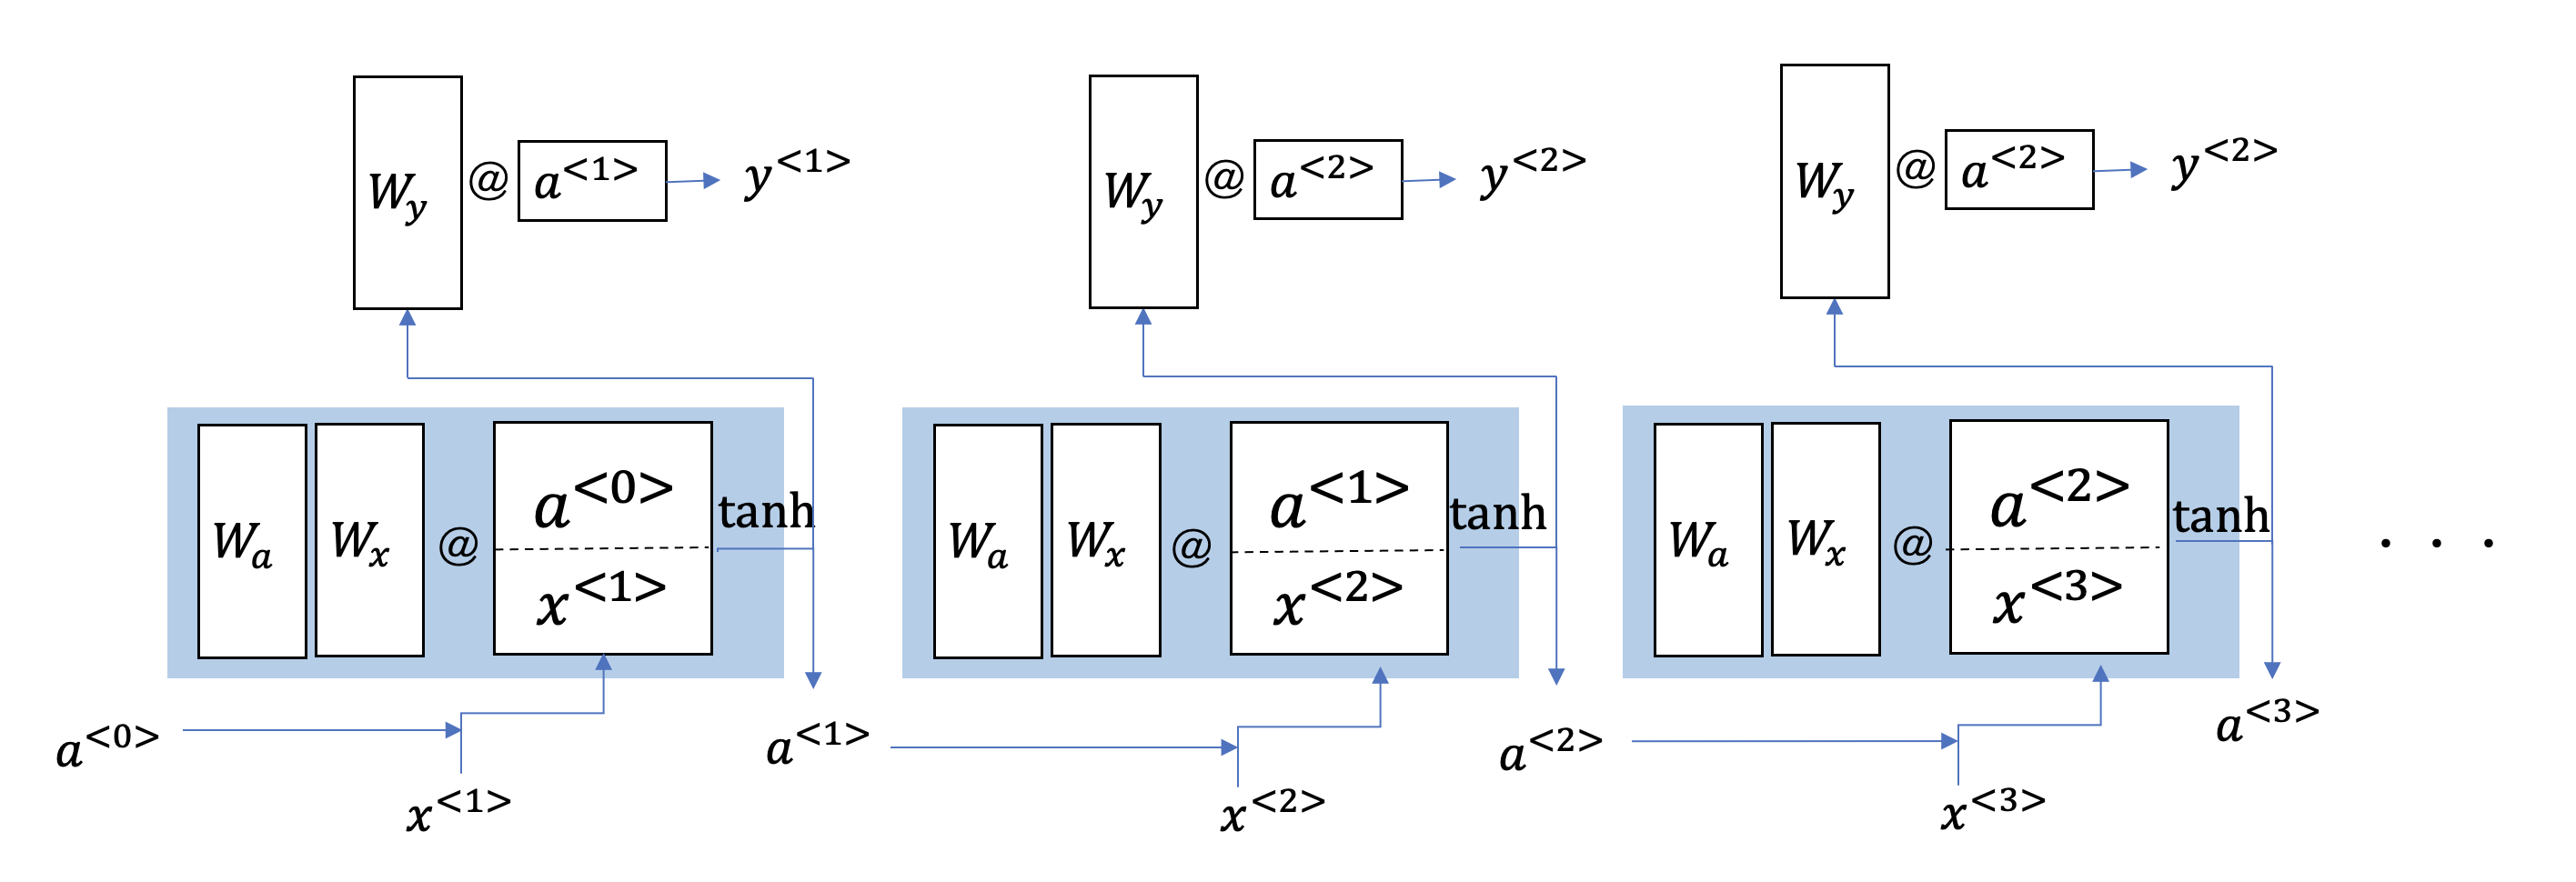 W_y @ a^<1> y^<1>
W_y @ a^<2> y^<2>
W_y @ a^<2> y^<2>
W_a W_x @ a^<0> tanh
x^<1>
W_a W_x @ a^<1> tanh
x^<2>
W_a W_x @ a^<2> tanh
x^<3>
. . .
a^<0>
x^<1>
a^<1>
x^<2>
a^<2>
x^<3>
a^<3>